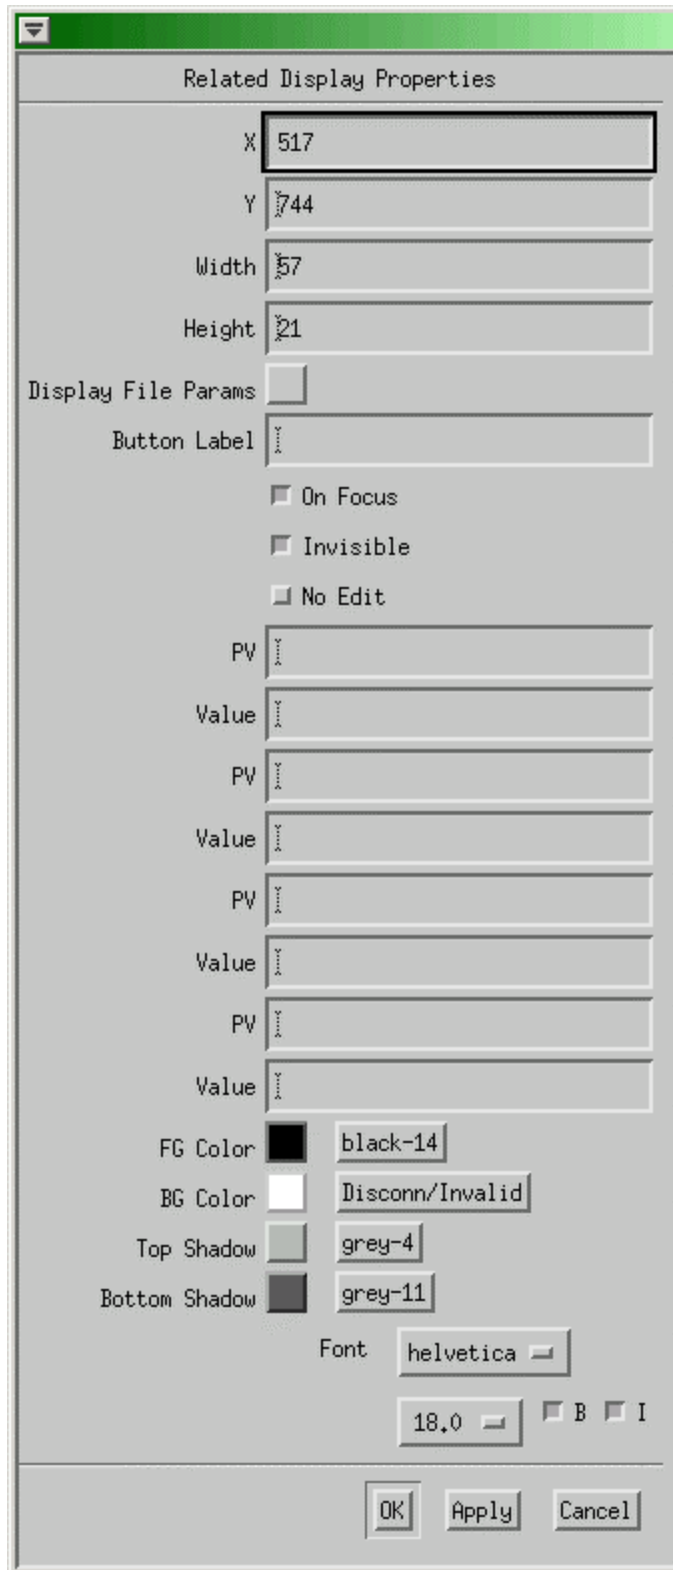 Related Display Properties
X 517
Y 744
Width 57
Height 21
Display File Params
Button Label
On Focus
Invisible
No Edit
PV
Value
PV
Value
PV
Value
PV
Value
FG Color black-14
BG Color Disconn/Invalid
Top Shadow grey-4
Bottom Shadow grey-11
Font helvetica
18.0 B I
OK Apply Cancel